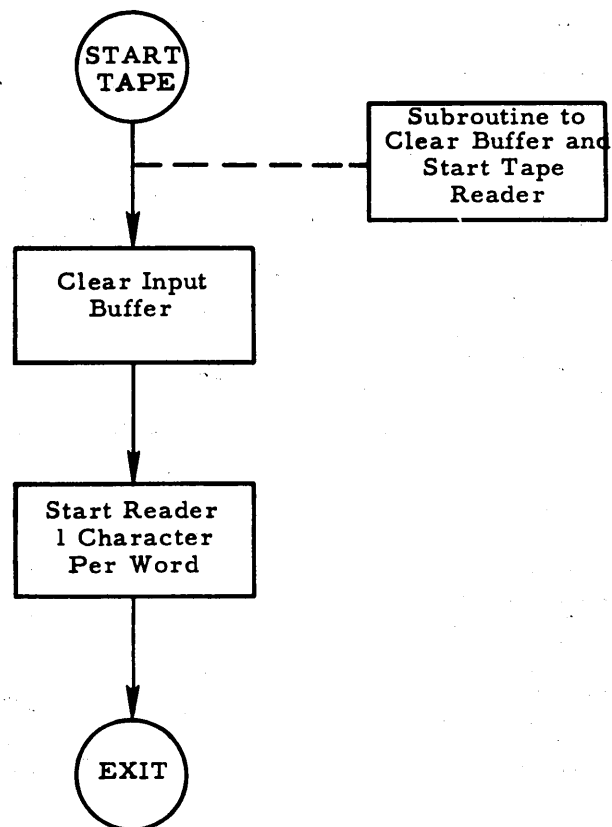 START
TAPE
Subroutine to
Clear Buffer and
Start Tape
Reader
Clear Input
Buffer
Start Reader
1 Character
Per Word
EXIT